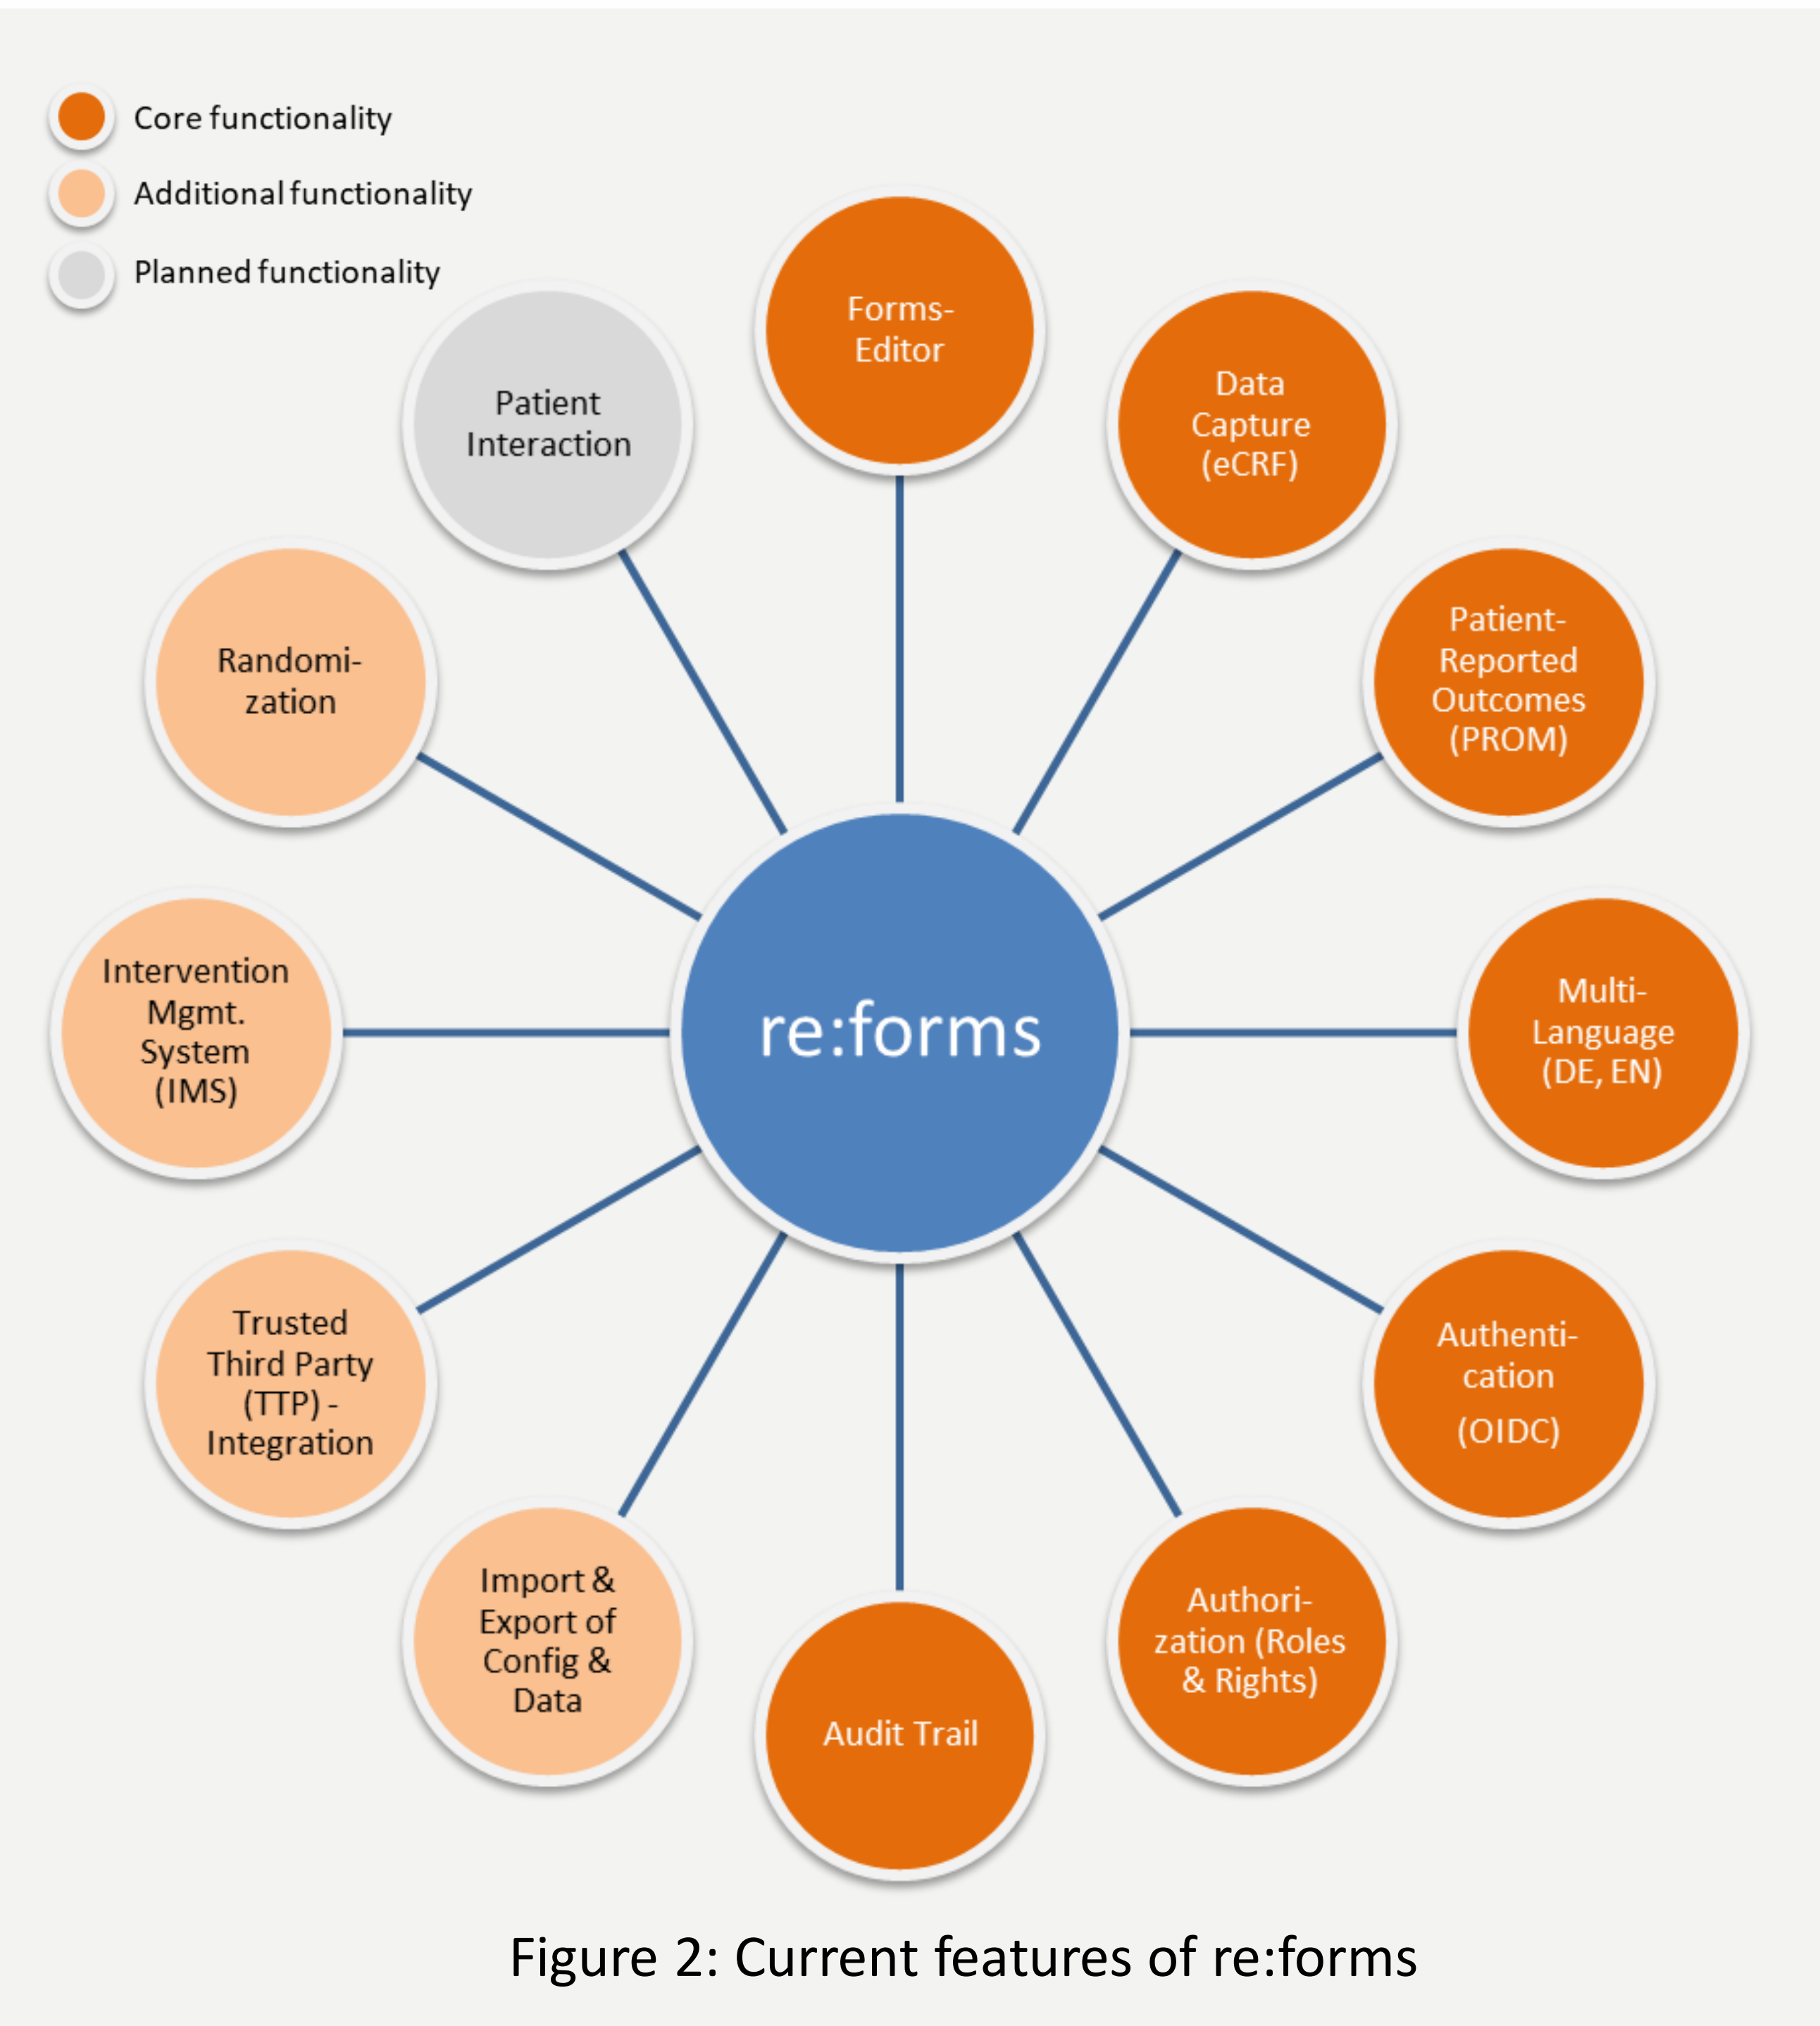 Core functionality
Additional functionality
Planned functionality
Forms-
Editor
Data
Capture
(eCRF)
Patient-
Reported
Outcomes
(PROM)
Multi-
Language
(DE, EN)
Authenti-
cation
(OIDC)
Authori-
zation (Roles
& Rights)
Audit Trail
Import &
Export of
Config &
Data
Trusted
Third Party
(TTP) -
Integration
Intervention
Mgmt.
System
(IMS)
Randomi-
zation
Patient
Interaction
re:forms
Figure 2: Current features of re:forms